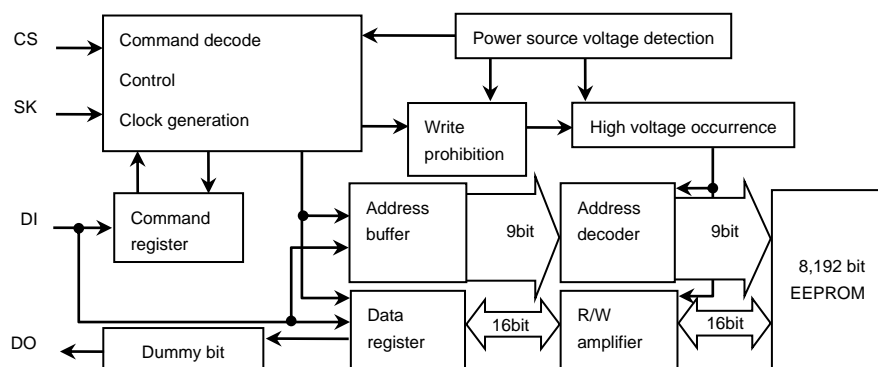 CS
Command decode
Control
Clock generation
SK
Power source voltage detection
Write
prohibition
High voltage occurrence
DI
Command
register
Address
buffer
9bit
Address
decoder
9bit
8,192 bit
EEPROM
Data
register
16bit
R/W
amplifier
16bit
DO
Dummy bit